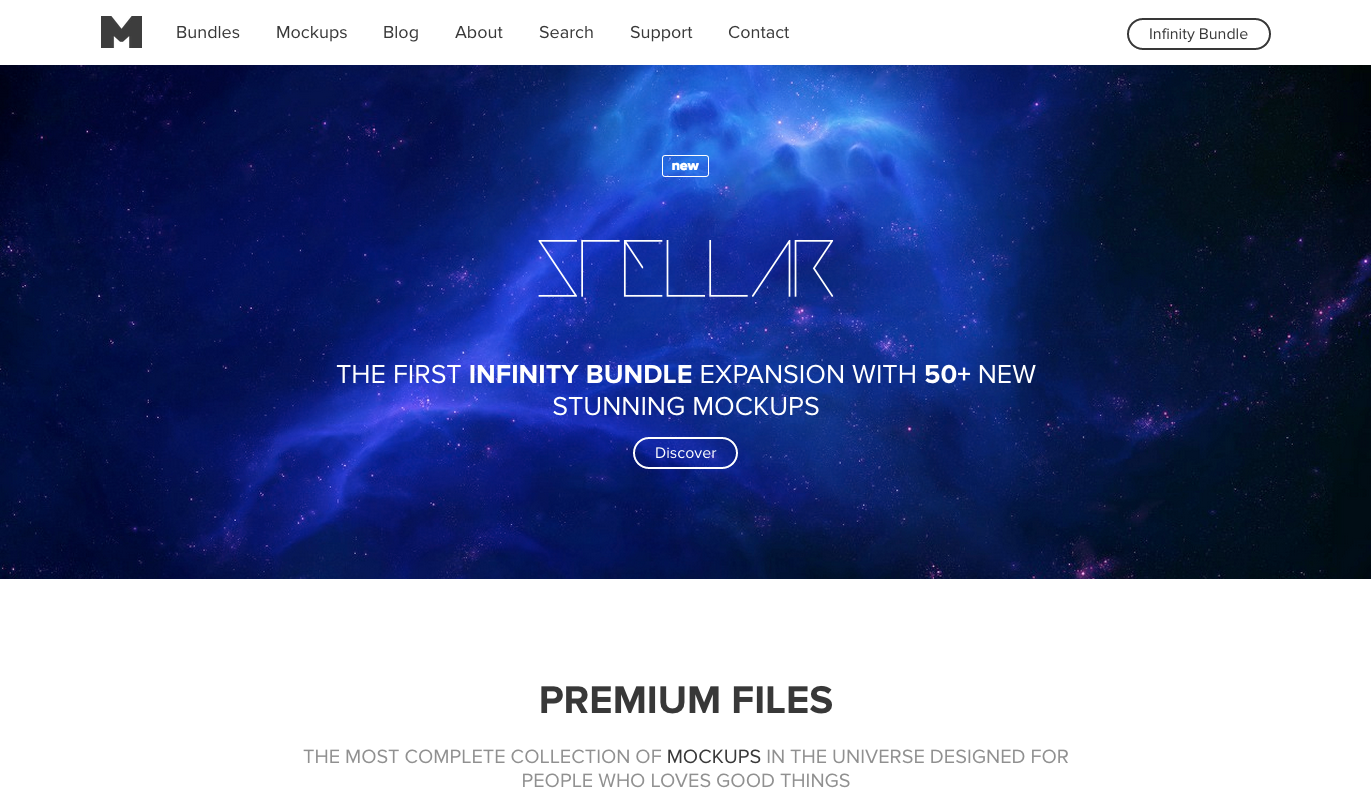 M Bundles Mockups Blog About Search Support Contact Infinity Bundle
new
STELLAR
THE FIRST INFINITY BUNDLE EXPANSION WITH 50+ NEW
STUNNING MOCKUPS
Discover
PREMIUM FILES
THE MOST COMPLETE COLLECTION OF MOCKUPS IN THE UNIVERSE DESIGNED FOR
PEOPLE WHO LOVES GOOD THINGS